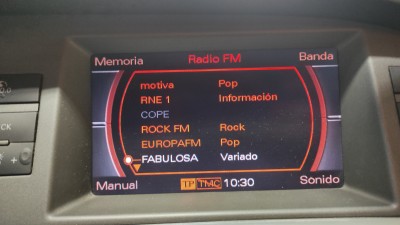 Memoria Radio FM Banda
motiva Pop
RNE 1 Información
COPE
ROCK FM Rock
EUROPAFM Pop
FABULOSA Variado
Manual TP TMC 10:30 Sonido